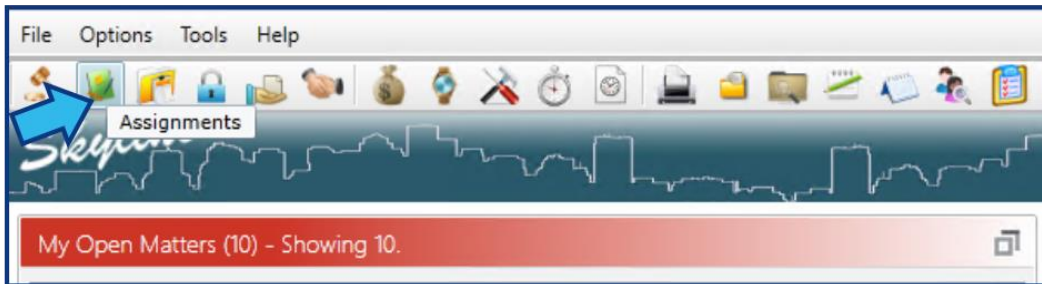 File Options Tools Help
Assignments
My Open Matters (10) - Showing 10.